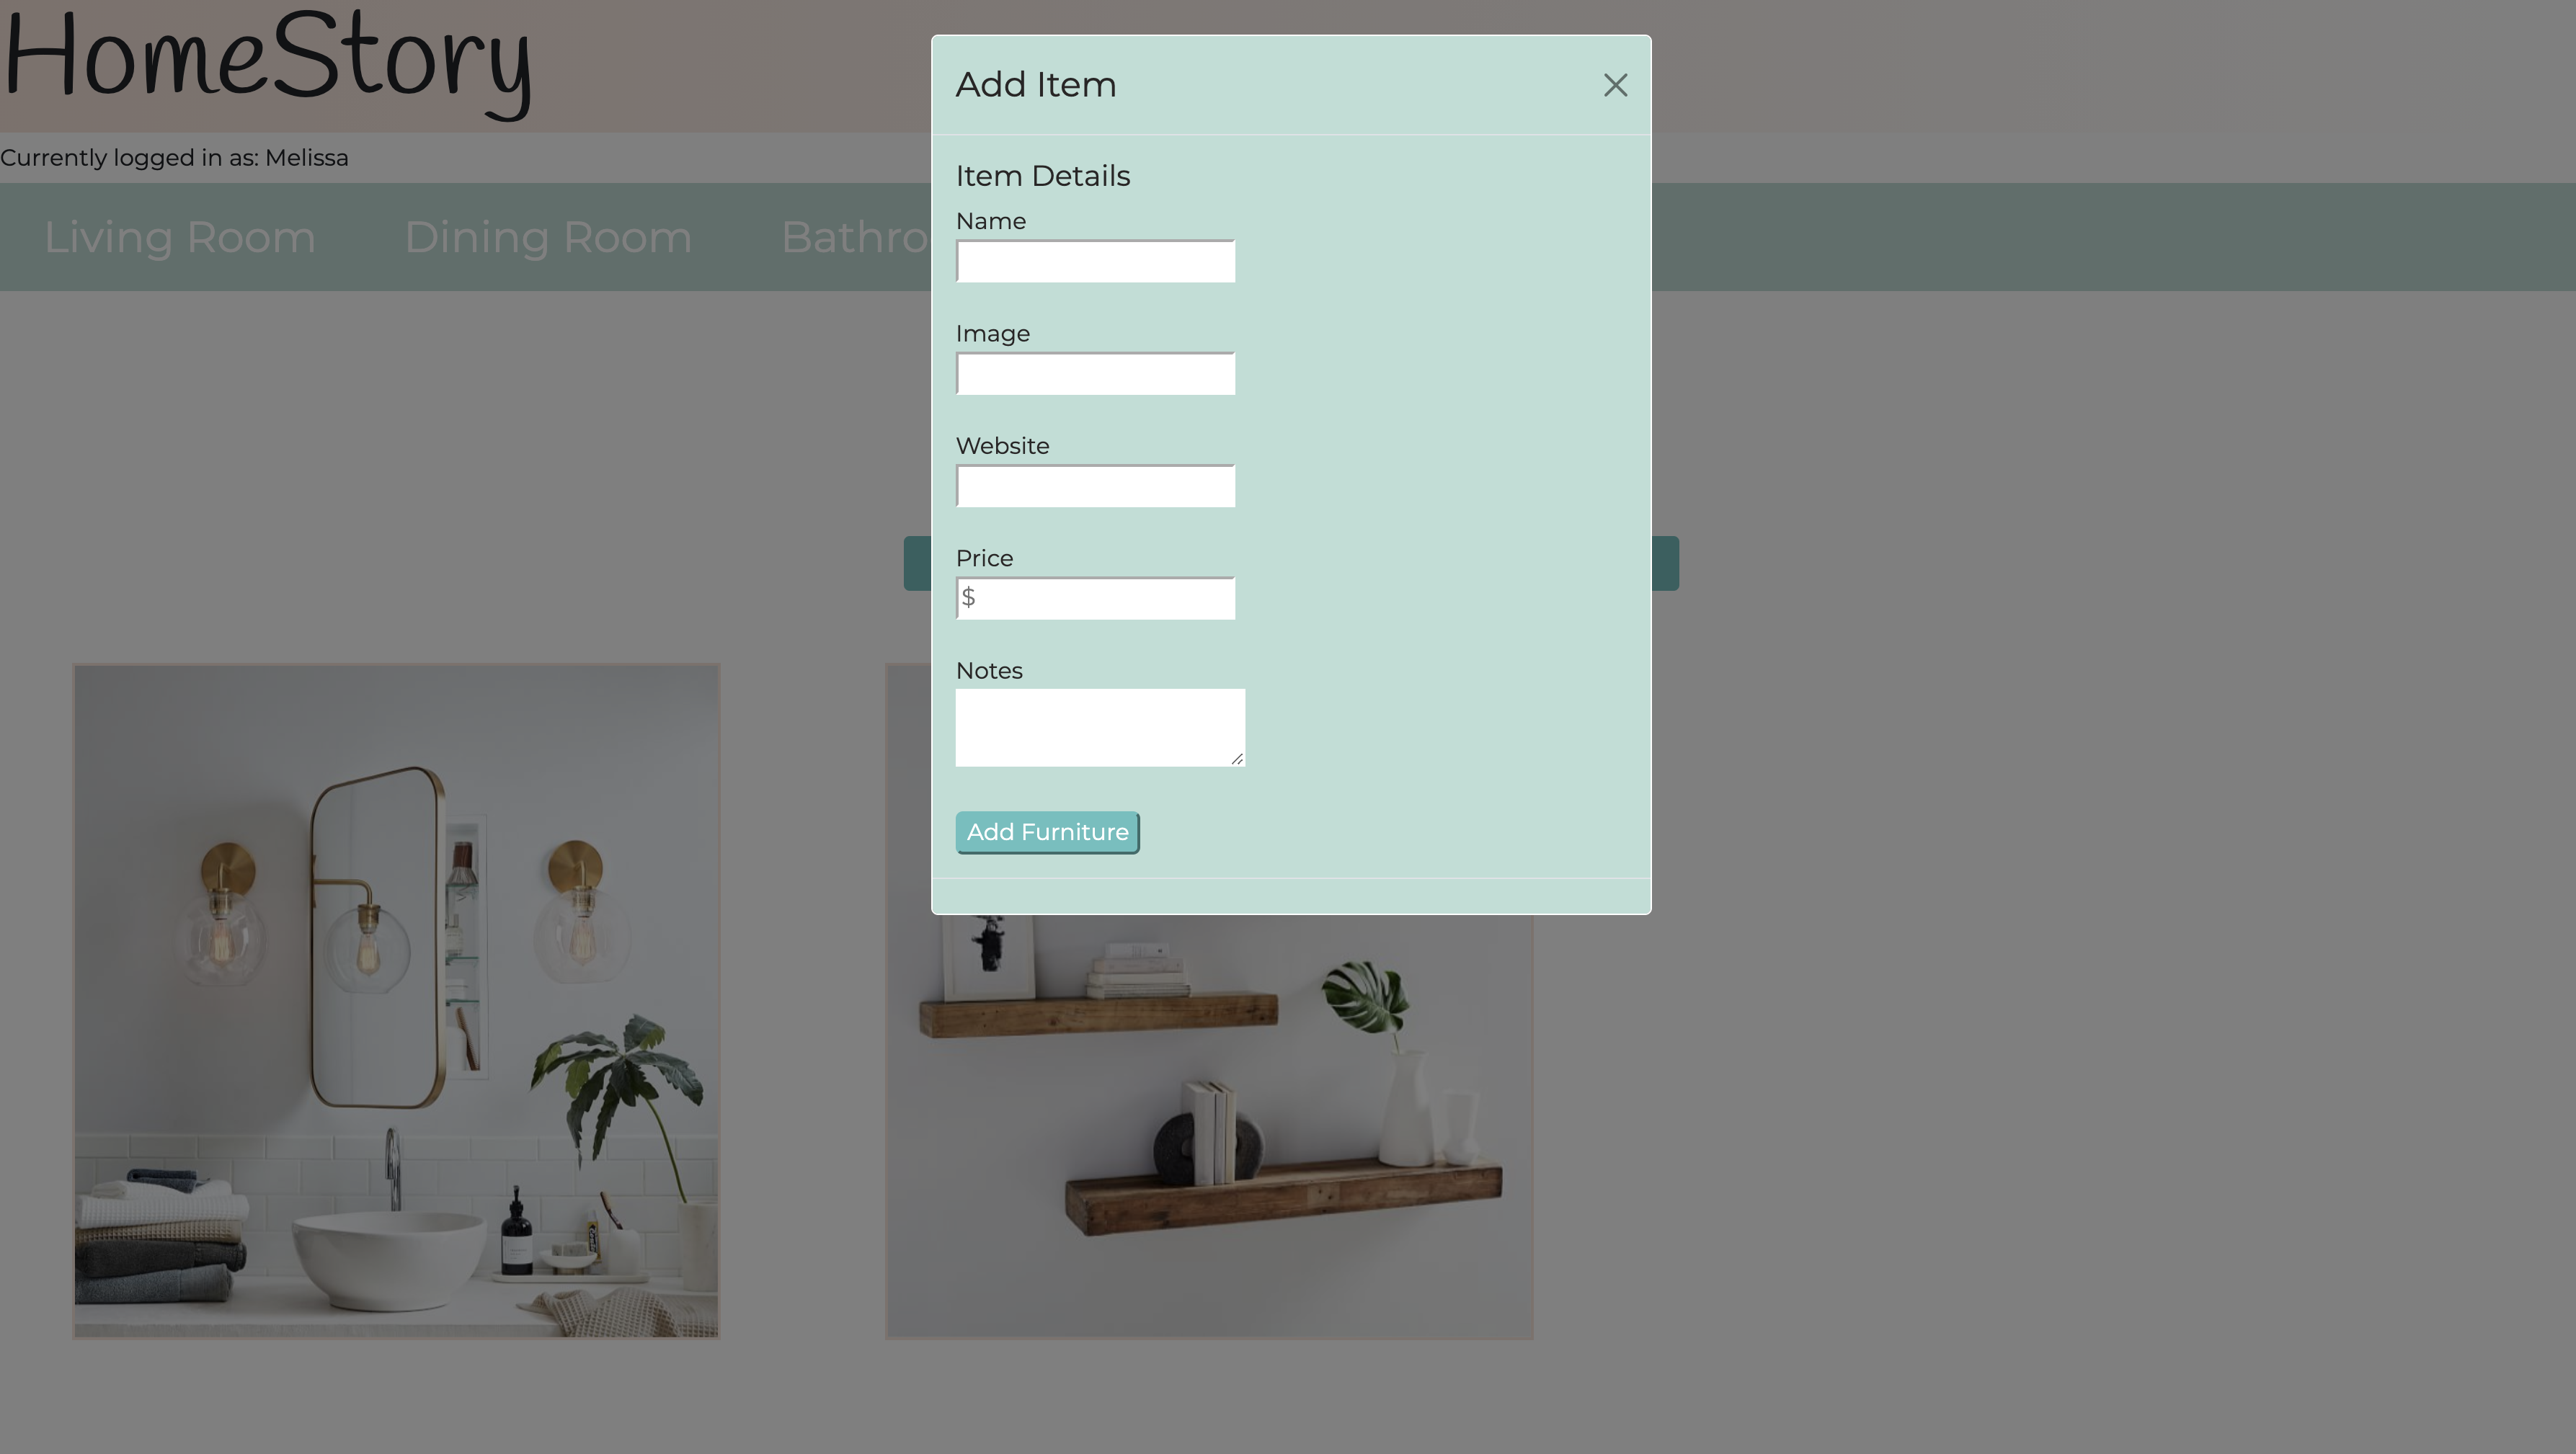 HomeStory
Currently logged in as: Melissa
Living Room Dining Room Bathro
Add Item
Item Details
Name
Image
Website
Price
$
Notes
Add Furniture